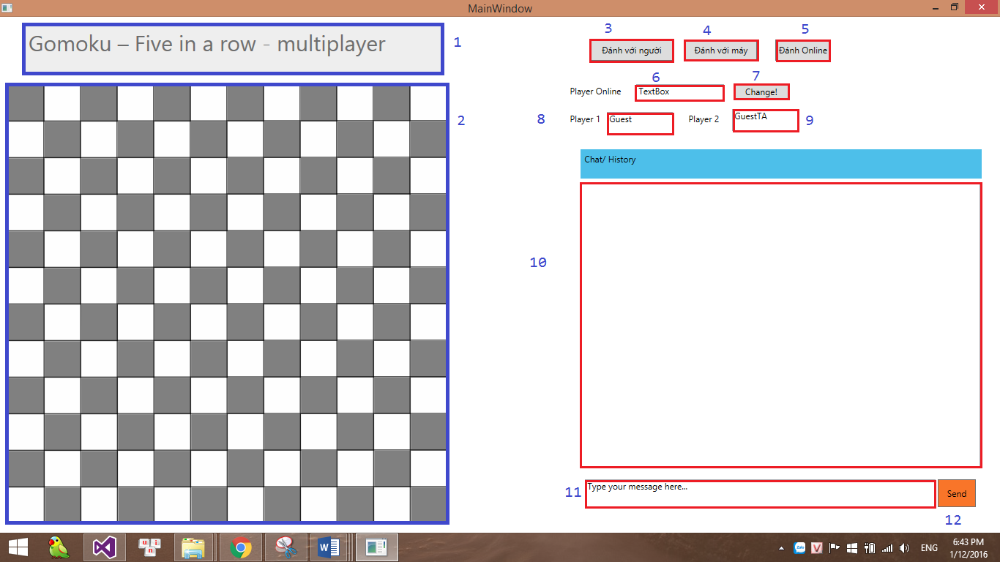 MainWindow
Gomoku – Five in a row - multiplayer
1
2
3
4
5
Đánh với người
Đánh với máy
Đánh Online
6
7
Player Online
TextBox
Change!
8
Player 1
Guest
Player 2
GuestTA
9
Chat/ History
10
11
Type your message here...
Send
12
Zalo
V
u
n
i
W
ENG
6:43 PM
1/12/2016